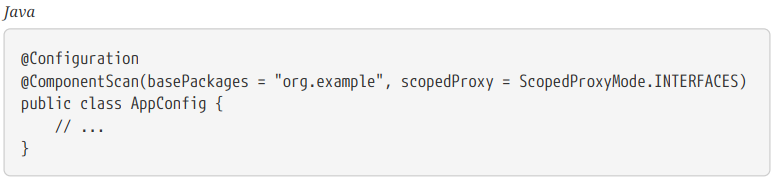 Java
@Configuration
@ComponentScan(basePackages = "org.example", scopedProxy = ScopedProxyMode.INTERFACES)
public class AppConfig {
    // ...
}